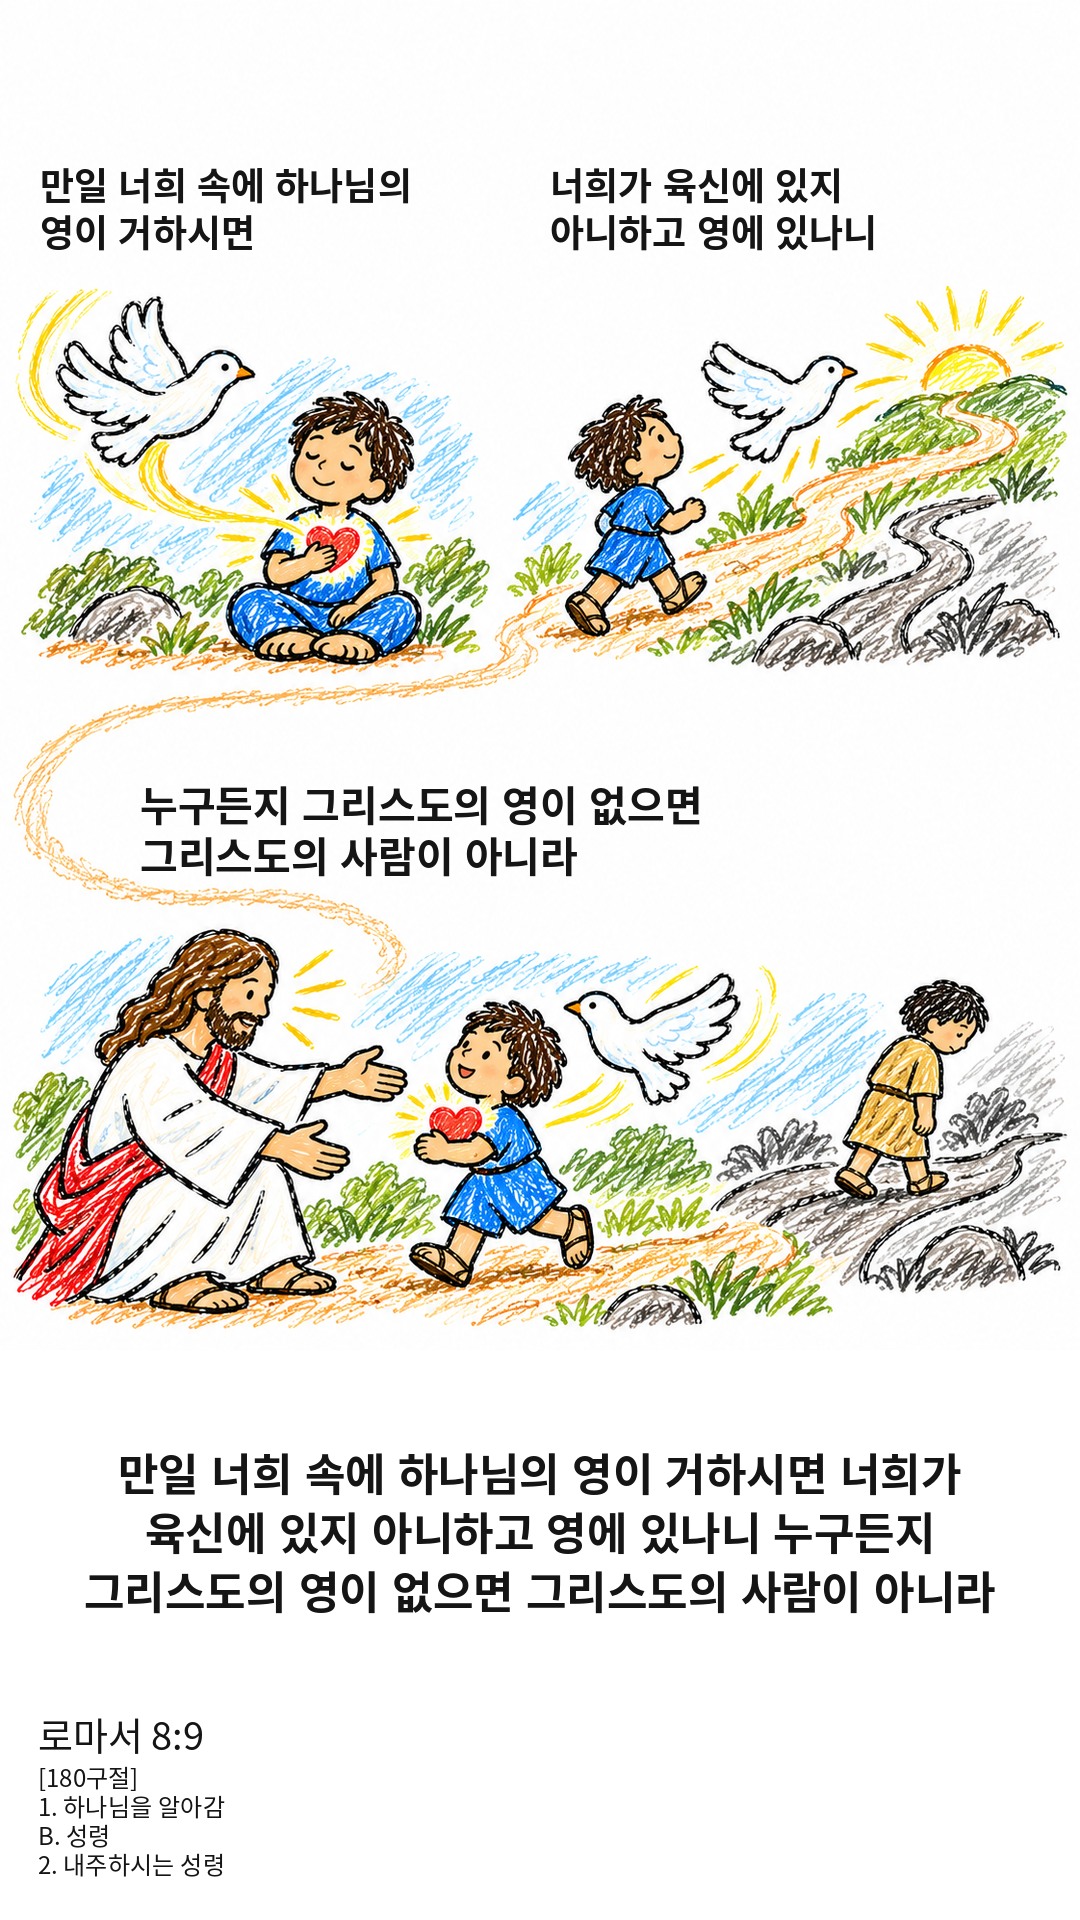 만일 너희 속에 하나님의
영이 거하시면
너희가 육신에 있지
아니하고 영에 있나니
누구든지 그리스도의 영이 없으면
그리스도의 사람이 아니라
만일 너희 속에 하나님의 영이 거하시면 너희가
육신에 있지 아니하고 영에 있나니 누구든지
그리스도의 영이 없으면 그리스도의 사람이 아니라
로마서 8:9
[180구절]
1. 하나님을 알아감
B. 성령
2. 내주하시는 성령